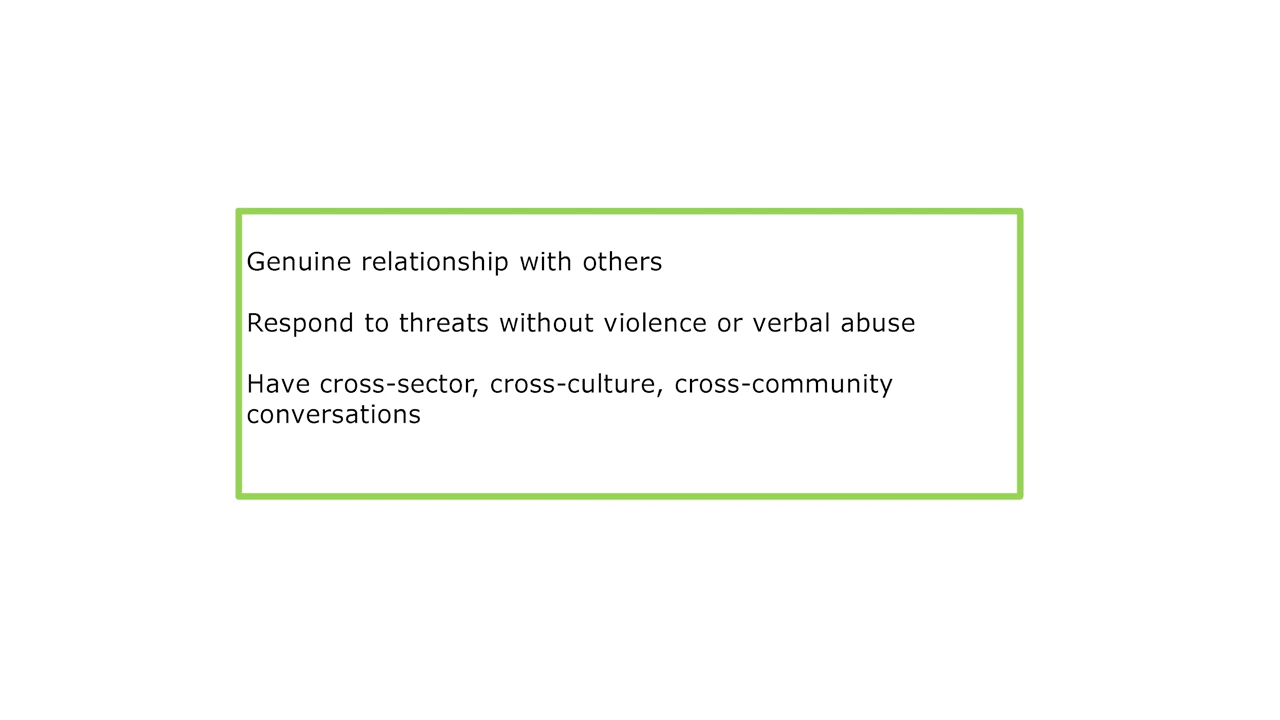 Genuine relationship with others
Respond to threats without violence or verbal abuse
Have cross-sector, cross-culture, cross-community
conversations